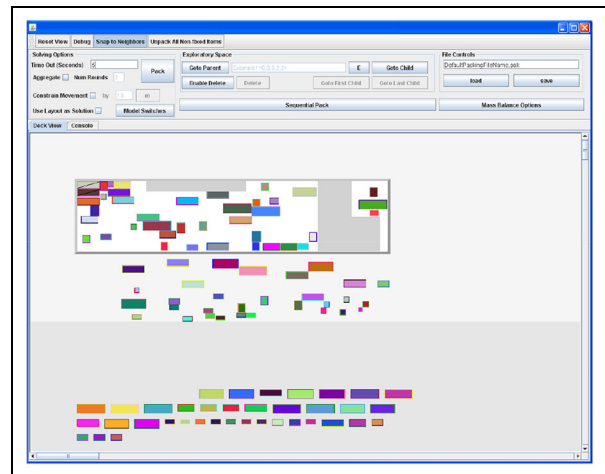 Reset View Debug Snap to Neighbors Unpack All Non-fixed Items
Solving Options
Time Out (Seconds) 5
Aggregate Num Rounds
Pack
Constrain Movement by in
Use Layout as Solution Model Switches
Exploratory Space
Goto Parent E Goto Child
Enable Delete Delete Goto First Child Goto Last Child
Sequential Pack
File Controls
DefaultPackingFileName.pak
load save
Mass Balance Options
Deck View Console